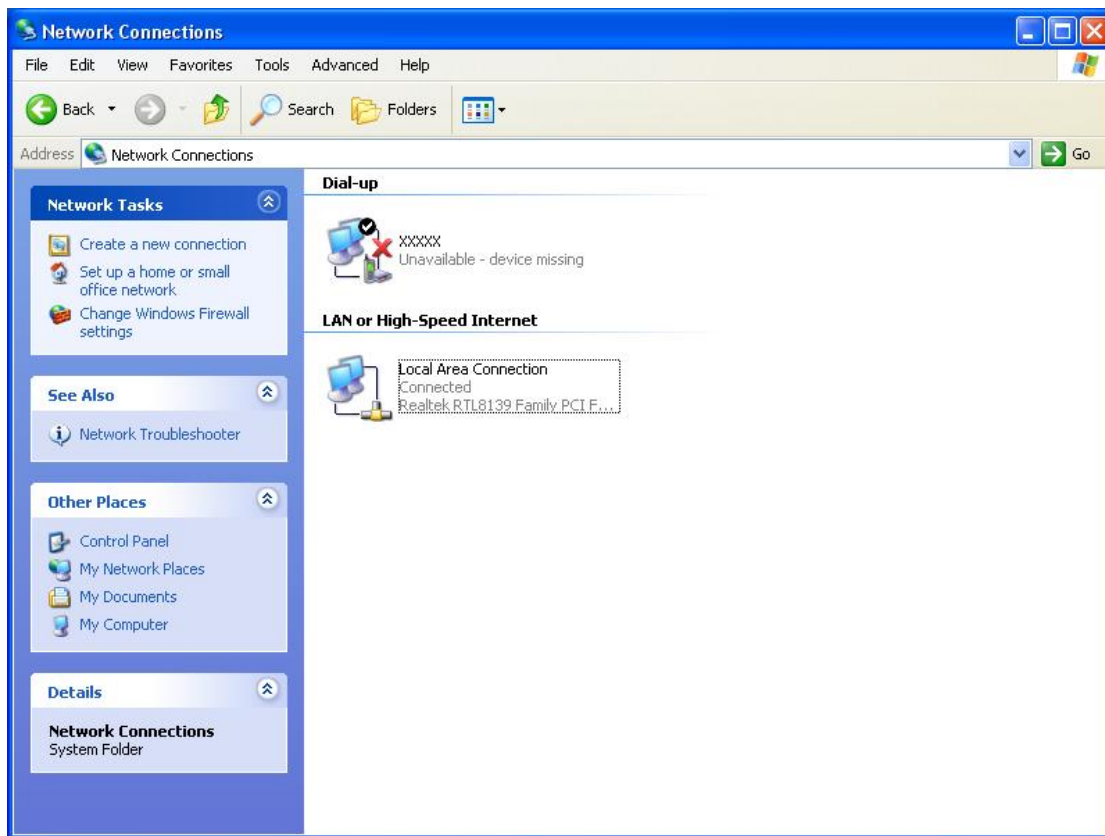 Network Connections
File Edit View Favorites Tools Advanced Help
Back Search Folders
Address Network Connections Go
Network Tasks
Create a new connection
Set up a home or small
office network
Change Windows Firewall
settings
See Also
Network Troubleshooter
Other Places
Control Panel
My Network Places
My Documents
My Computer
Details
Network Connections
System Folder
Dial-up
XXXXX
Unavailable - device missing
LAN or High-Speed Internet
Local Area Connection
Connected
Realtek RTL8139 Family PCI F...